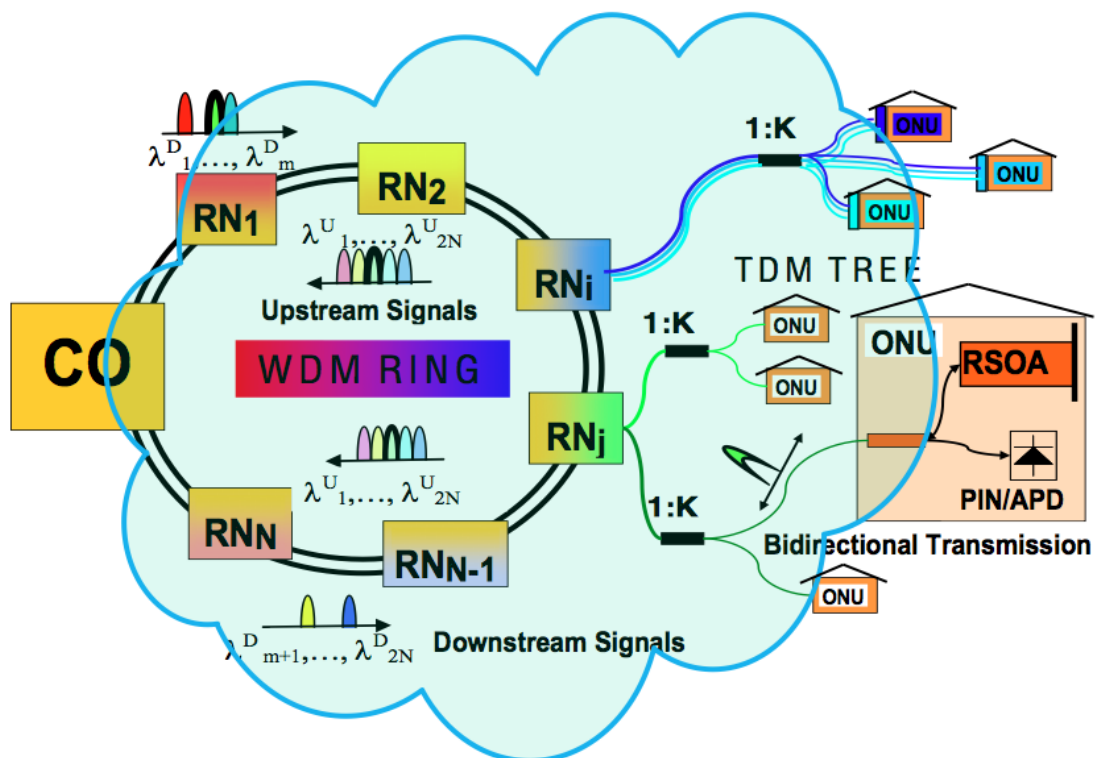 λᴰ₁,…, λᴰₘ
RN₁
RN₂
λᵁ₁,…, λᵁ₂N
Upstream Signals
WDM RING
CO
RNᵢ
1:K
ONU
ONU
ONU
TDM TREE
1:K
ONU
ONU
ONU
RSOA
PIN/APD
RNⱼ
λᵁ₁,…, λᵁ₂N
1:K
Bidirectional Transmission
ONU
RNN
RNN-1
λᴰₘ₊₁,…, λᴰ₂N
Downstream Signals